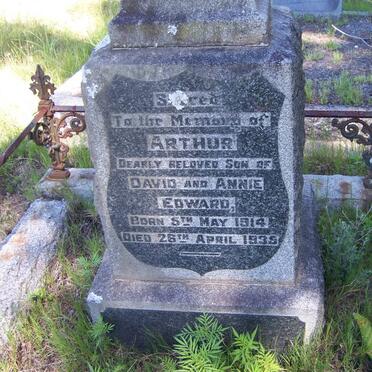 Sacred
To the Memory of
ARTHUR
DEARLY BELOVED SON OF
DAVID AND ANNIE
EDWARD
BORN 5TH MAY 1914
DIED 26TH APRIL 1938